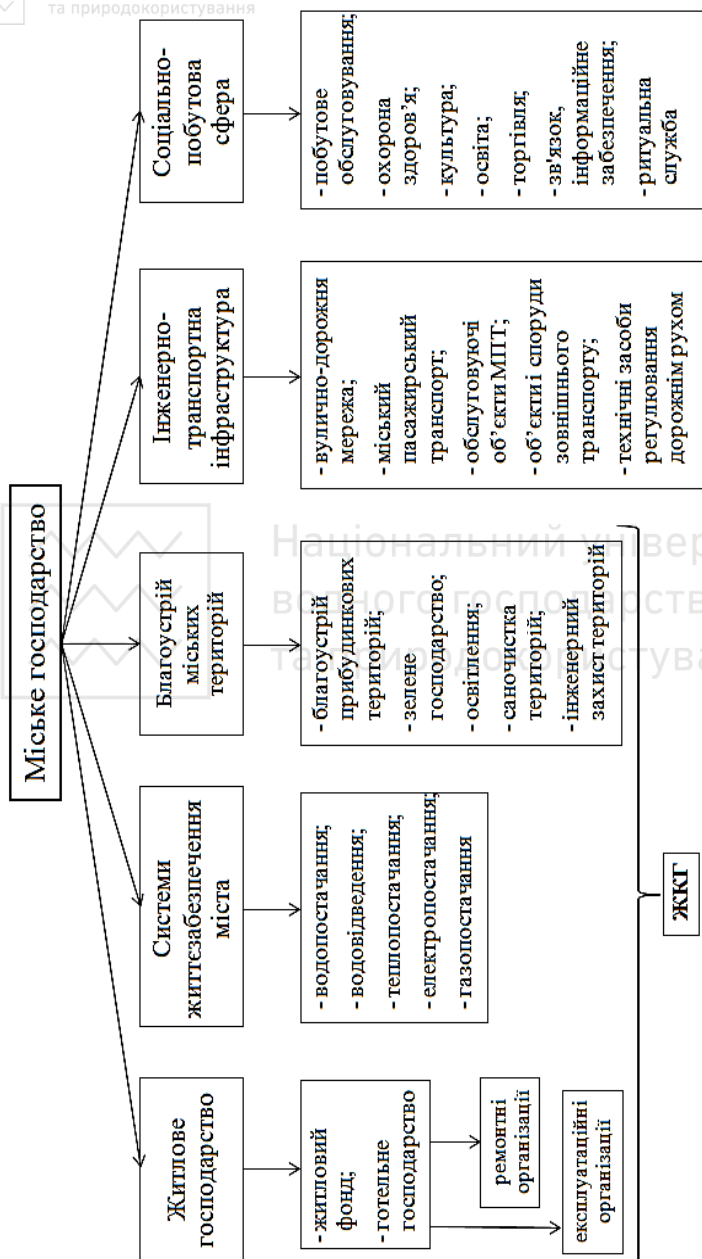 Міське господарство
Житлове
господарство
Системи
життєзабезпечення
міста
Благоустрій
міських
територій
Інженерно-
транспортна
інфраструктура
Соціально-
побутова
сфера
- житловий
фонд;
- готельне
господарство
ремонтні
організації
експлуатаційні
організації
- водопостачання;
- водовідведення;
- теплопостачання;
- електропостачання;
- газопостачання
- благоустрій
прибудинкових
територій;
- зелене
господарство;
- освітлення;
- саночистка
територій;
- інженерний
захист територій
- вулично-дорожня
мережа;
- міський
пасажирський
транспорт;
- обслуговуючі
об’єкти МПТ;
- об’єкти і споруди
зовнішнього
транспорту;
- технічні засоби
регулювання
дорожнім рухом
- побутове
обслуговування;
- охорона
здоров’я;
- культура;
- освіта;
- торгівля;
- зв'язок,
інформаційне
забезпечення;
- ритуальна
служба
ЖКГ
та природокористування
Національний універ
водного господарств
та природокористува